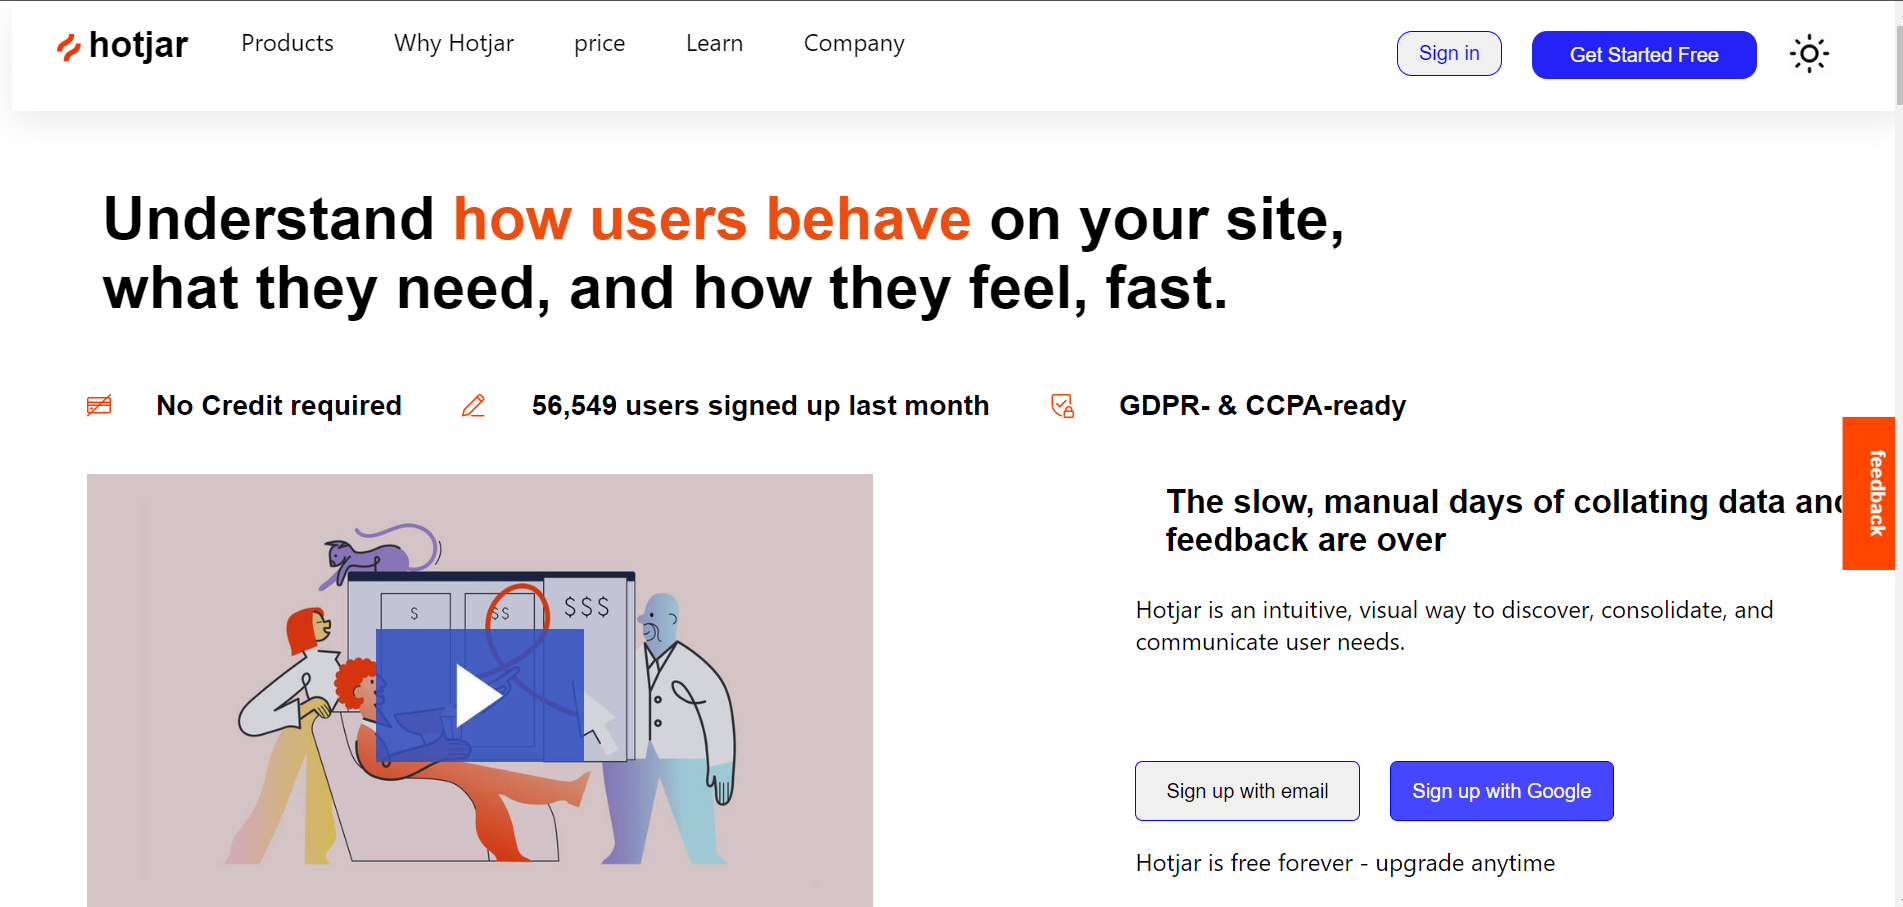 hotjar
Products
Why Hotjar
price
Learn
Company
Sign in
Get Started Free
Understand how users behave on your site,
what they need, and how they feel, fast.
No Credit required
56,549 users signed up last month
GDPR- & CCPA-ready
feedback
$
$$
$$$
The slow, manual days of collating data and
feedback are over
Hotjar is an intuitive, visual way to discover, consolidate, and
communicate user needs.
Sign up with email
Sign up with Google
Hotjar is free forever - upgrade anytime